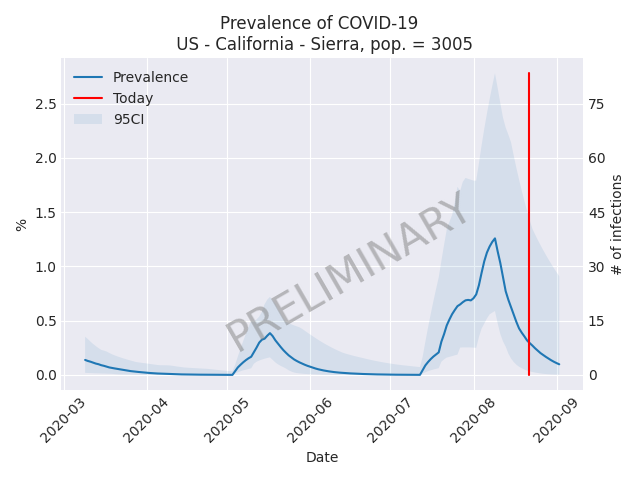 Prevalence of COVID-19
US - California - Sierra, pop. = 3005
Prevalence
Today
95CI
PRELIMINARY
%
2.5
2.0
1.5
1.0
0.5
0.0
75
60
45
30
15
0
# of infections
2020-03
2020-04
2020-05
2020-06
2020-07
2020-08
2020-09
Date